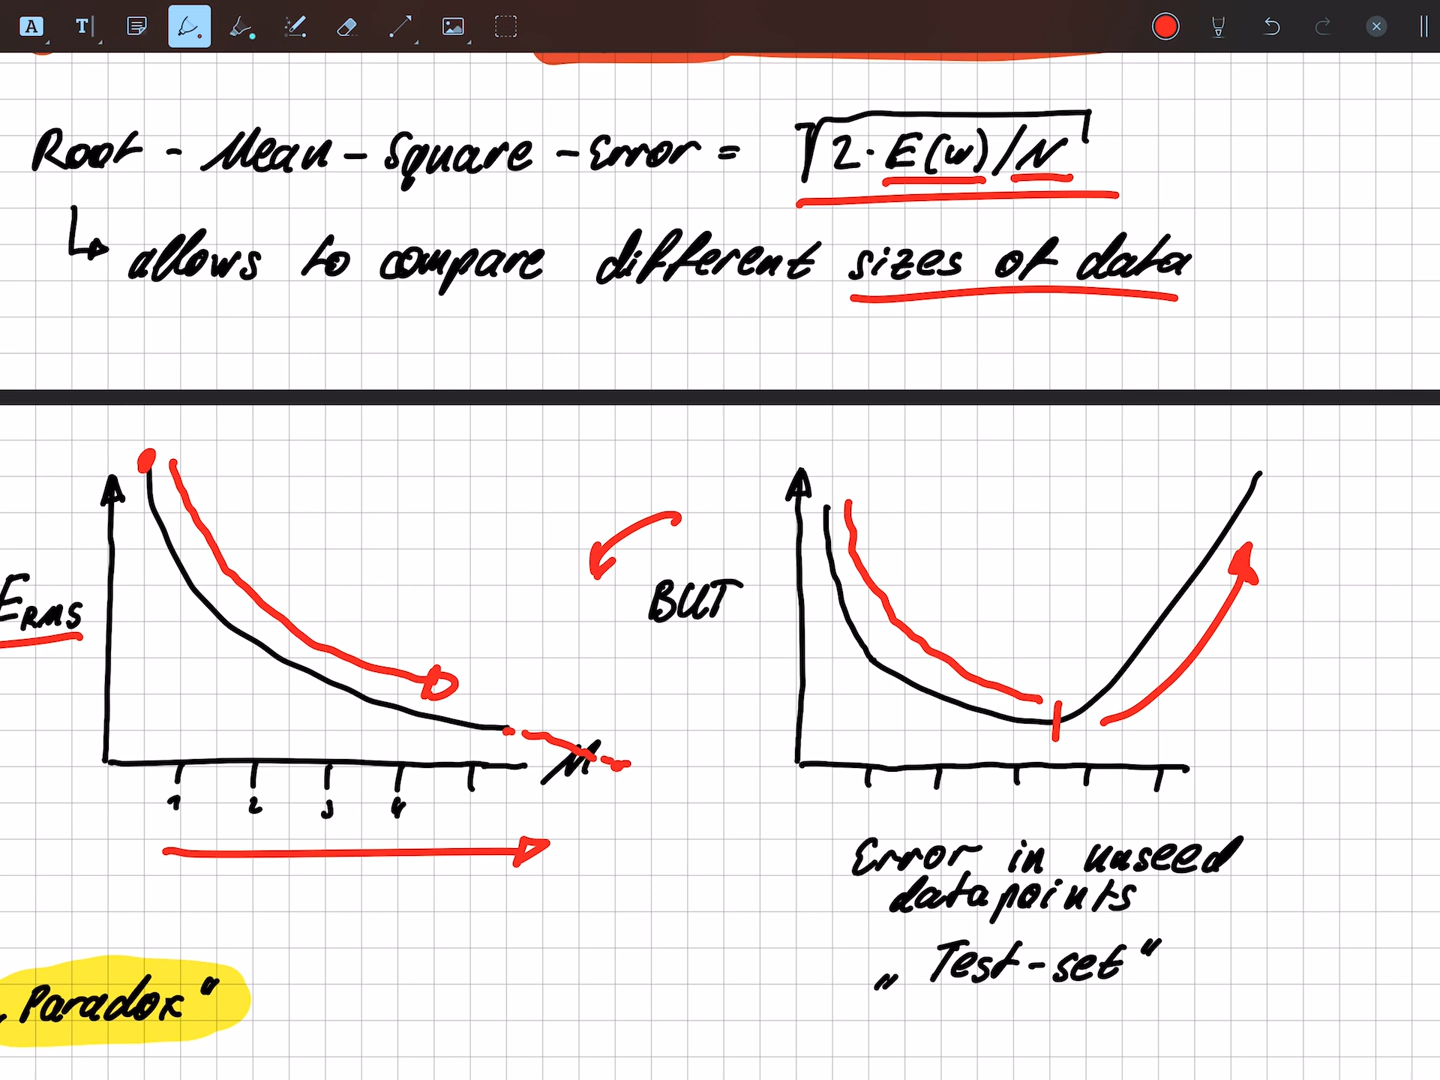 Root - Mean - Square - Error = √2·E(w)/N
↳ allows to compare different sizes of data
ERMS
BUT
M
1 2 3 4
Error in unseed
datapoints
„Test-set“
„Paradox“